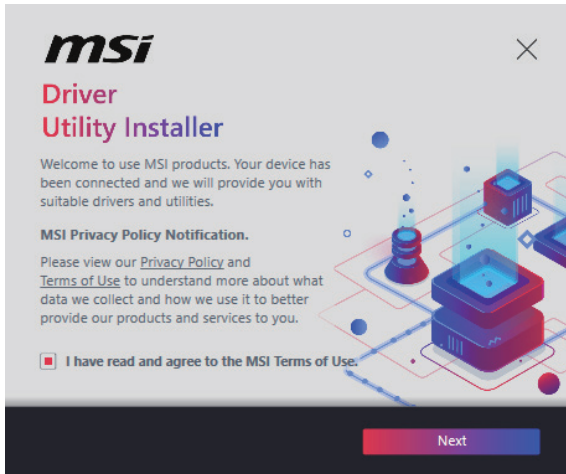 msi
Driver
Utility Installer
Welcome to use MSI products. Your device has
been connected and we will provide you with
suitable drivers and utilities.
MSI Privacy Policy Notification.
Please view our Privacy Policy and
Terms of Use to understand more about what
data we collect and how we use it to better
provide our products and services to you.
I have read and agree to the MSI Terms of Use.
Next